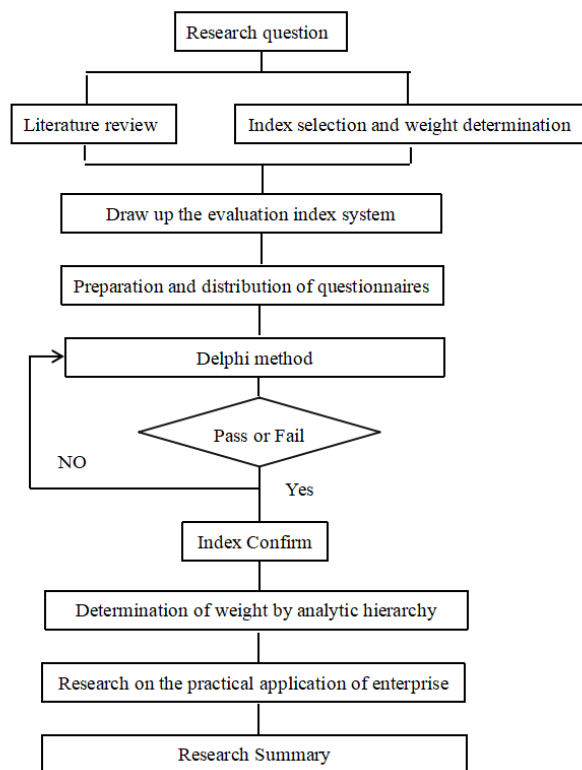 Research question
Literature review
Index selection and weight determination
Draw up the evaluation index system
Preparation and distribution of questionnaires
Delphi method
Pass or Fail
NO
Yes
Index Confirm
Determination of weight by analytic hierarchy
Research on the practical application of enterprise
Research Summary